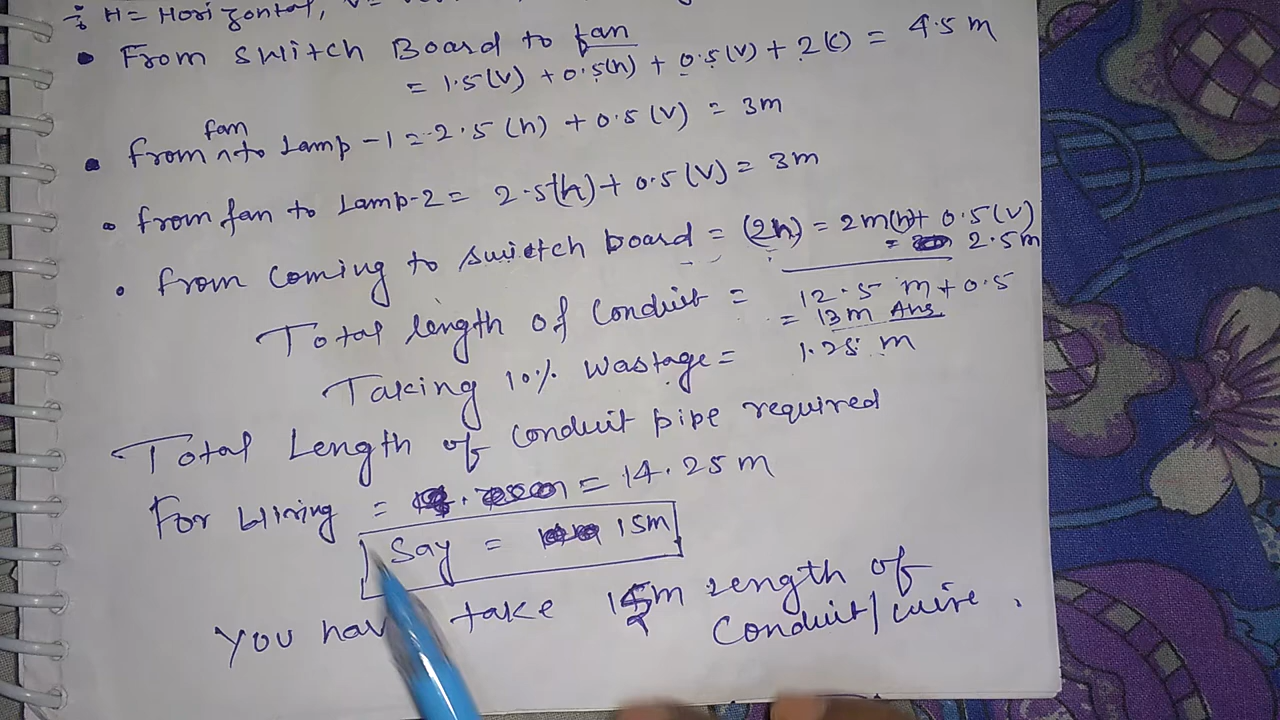 H = Horizontal, V =
• From Switch Board to fan
= 1.5(V) + 0.5(h) + 0.5(V) + 2(C) = 4.5 m
• from fan to Lamp-1 = 2.5 (h) + 0.5 (V) = 3m
• from fan to Lamp-2 = 2.5(h) + 0.5 (V) = 3m
• from coming to switch board = (2h) = 2m(h) + 0.5(V)
= 2.5m
Total length of Conduit = 12.5 m + 0.5
= 13m Ans.
Taking 10% wastage = 1.25 m
Total Length of conduit pipe required
For wiring = = 14.25 m
Say = 15m
You have take 15m length of
Conduit/wire.